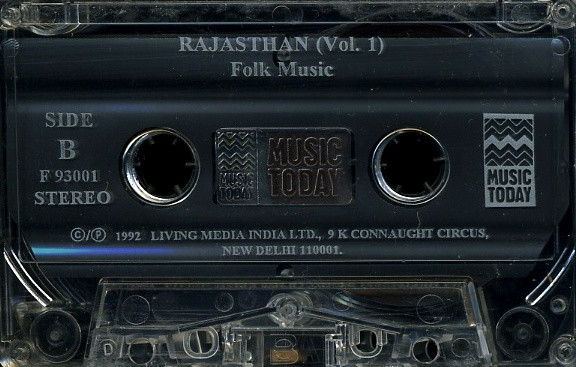 RAJASTHAN (Vol. 1)
Folk Music
SIDE
B
F 93001
STEREO
MUSIC
TODAY
MUSIC
TODAY
MUSIC
TODAY
©/℗ 1992 LIVING MEDIA INDIA LTD., 9 K CONNAUGHT CIRCUS,
NEW DELHI 110001.
B